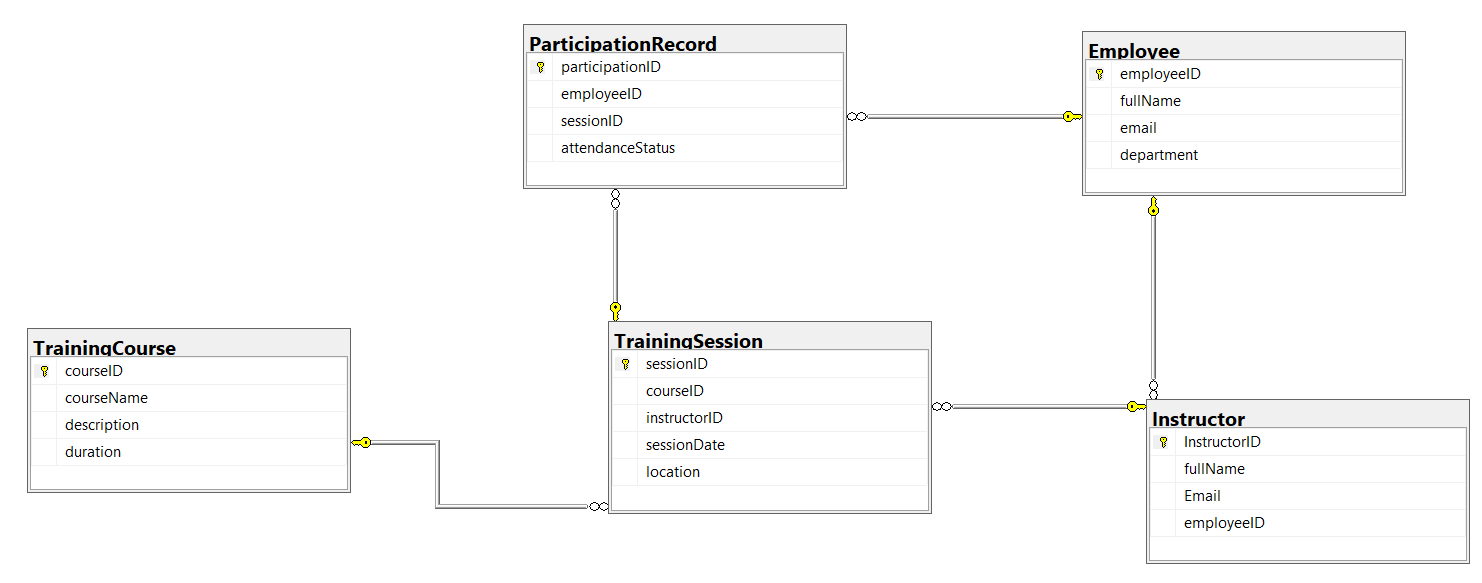 ParticipationRecord
participationID
employeeID
sessionID
attendanceStatus
Employee
employeeID
fullName
email
department
TrainingCourse
courseID
courseName
description
duration
TrainingSession
sessionID
courseID
instructorID
sessionDate
location
Instructor
InstructorID
fullName
Email
employeeID